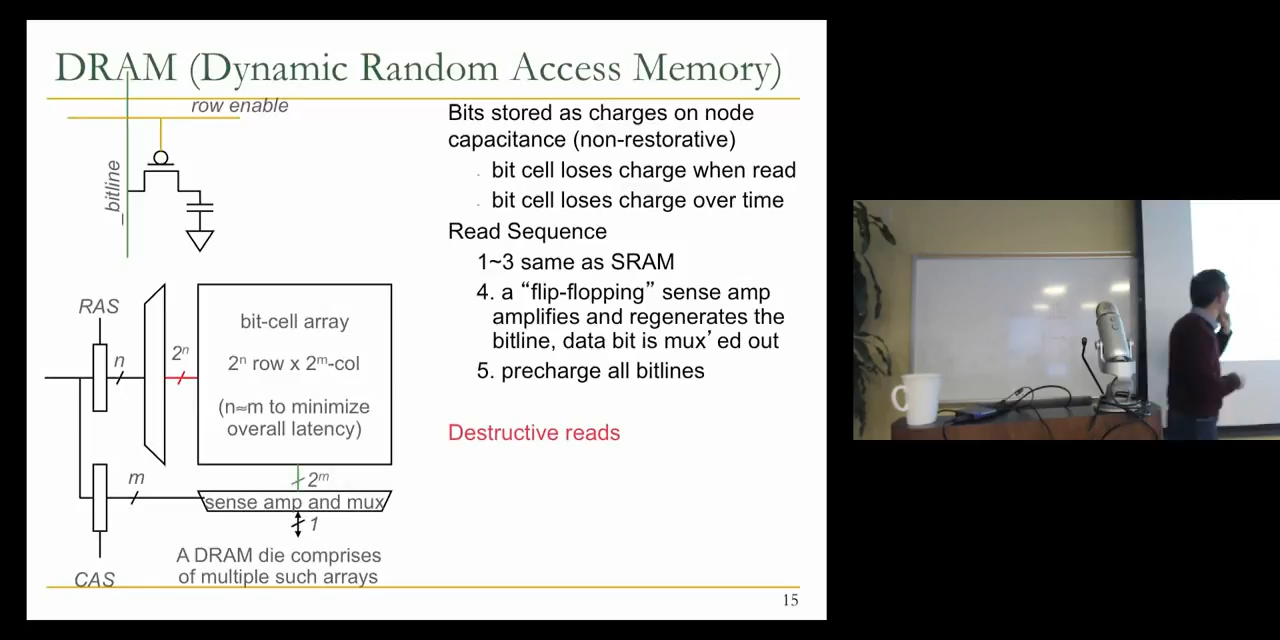 DRAM (Dynamic Random Access Memory)
row enable
_bitline
RAS
n
2ⁿ
bit-cell array
2ⁿ row x 2ᵐ-col
(n≈m to minimize
overall latency)
m
2ᵐ
sense amp and mux
1
A DRAM die comprises
of multiple such arrays
CAS
Bits stored as charges on node
capacitance (non-restorative)
bit cell loses charge when read
bit cell loses charge over time
Read Sequence
1~3 same as SRAM
4. a “flip-flopping” sense amp
amplifies and regenerates the
bitline, data bit is mux’ed out
5. precharge all bitlines
Destructive reads
15